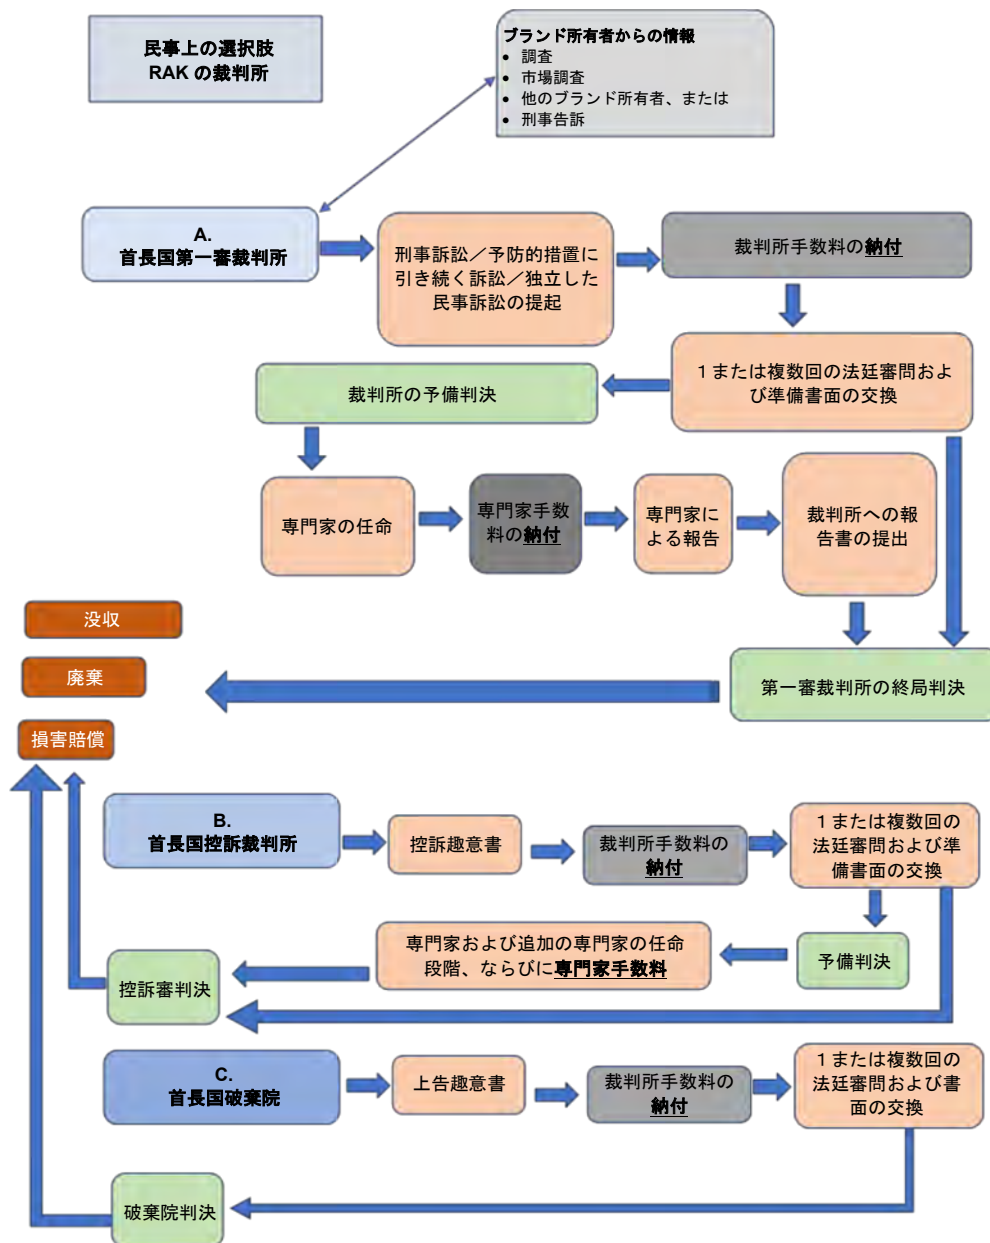 民事上の選択肢
RAK の裁判所
ブランド所有者からの情報
• 調査
• 市場調査
• 他のブランド所有者、または
• 刑事告訴
A.
首長国第一審裁判所
刑事訴訟／予防的措置に
引き続く訴訟／独立した
民事訴訟の提起
裁判所手数料の納付
1または複数回の法廷審問およ
び準備書面の交換
裁判所の予備判決
専門家の任命
専門家手数
料の納付
専門家に
よる報告
裁判所への報
告書の提出
没収
廃棄
損害賠償
第一審裁判所の終局判決
B.
首長国控訴裁判所
控訴趣意書
裁判所手数料の
納付
1または複数回の
法廷審問および準
備書面の交換
予備判決
専門家および追加の専門家の任命
段階、ならびに専門家手数料
控訴審判決
C.
首長国破棄院
上告趣意書
裁判所手数料の
納付
1または複数回の
法廷審問および書
面の交換
破棄院判決